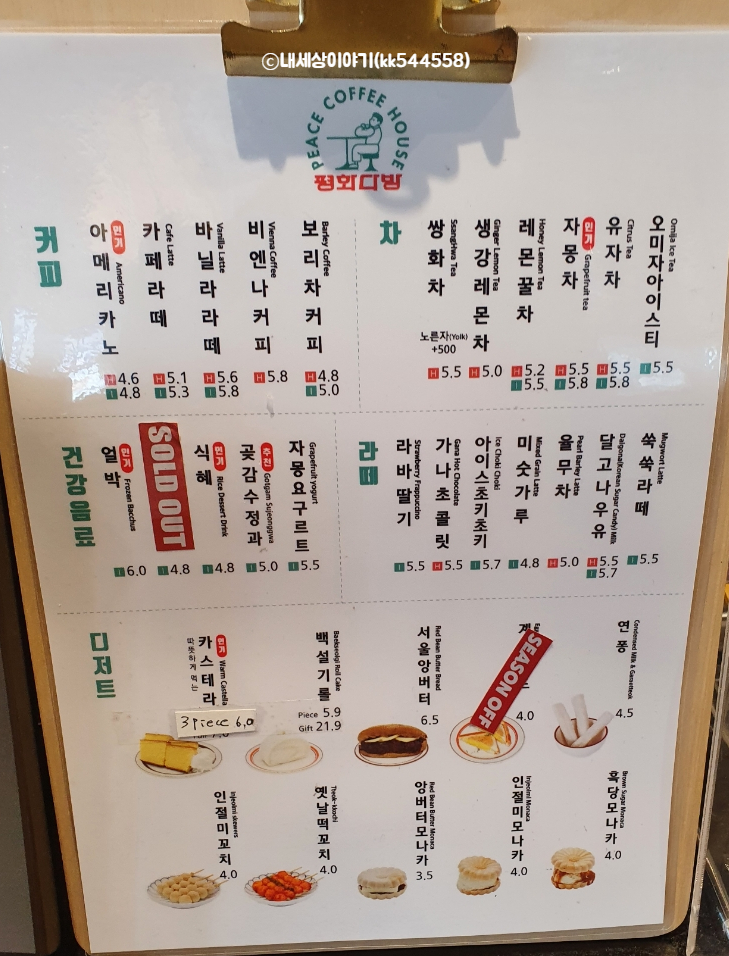 ©내세상이야기(kk544558)
PEACE COFFEE HOUSE
평화다방
커피
아메리카노
인기
Americano
H 4.6
I 4.8
카페라떼
Cafe Latte
H 5.1
I 5.3
바닐라라떼
Vanilla Latte
H 5.6
I 5.8
비엔나커피
Vienna Coffee
H 5.8
보리차커피
Barley Coffee
H 4.8
I 5.0
차
쌍화차
SsangHwa Tea
노른자(Yolk)
+500
H 5.5
생강레몬차
Ginger Lemon Tea
H 5.0
레몬꿀차
Honey Lemon Tea
H 5.2
I 5.5
자몽차
인기
Grapefruit tea
H 5.5
I 5.8
유자차
Citrus Tea
H 5.5
I 5.8
오미자아이스티
Omija Ice Tea
I 5.5
건강음료
얼박
인기
Frozen Bacchus
I 6.0
SOLD OUT
I 4.8
식혜
인기
Rice Dessert Drink
I 4.8
곶감수정과
추천
Gotgam Sujeonggwa
I 5.0
자몽요구르트
Grapefruit yogurt
I 5.5
라떼
라바딸기
Strawberry Frappuccino
I 5.5
가나초콜릿
Gana Hot Chocolate
H 5.5
아이스초키초키
Ice Choki Choki
I 5.7
미숫가루
Mixed Grain Latte
I 4.8
율무차
Pearl Barley Latte
H 5.0
달고나우유
Dalgona(Korean Sugar Candy) Milk
H 5.5
I 5.7
쑥쑥라떼
Mugwort Latte
I 5.5
디저트
따뜻하게 먹는
카스테라
인기
Warm Castella
3piece 6.0
백설기롤
Baekseolgi Roll Cake
Piece 5.9
Gift 21.9
서울앙버터
Red Bean Butter Bread
6.5
SEASON OFF
4.0
연퐁
Condensed Milk & Garaetteok
4.5
인절미꼬치
Injeolmi skewers
4.0
옛날떡꼬치
Tteok-kkochi
4.0
앙버터모나카
Red Bean Butter Monaca
3.5
인절미모나카
Injeolmi Monaca
4.0
흑당모나카
Brown Sugar Monaca
4.0